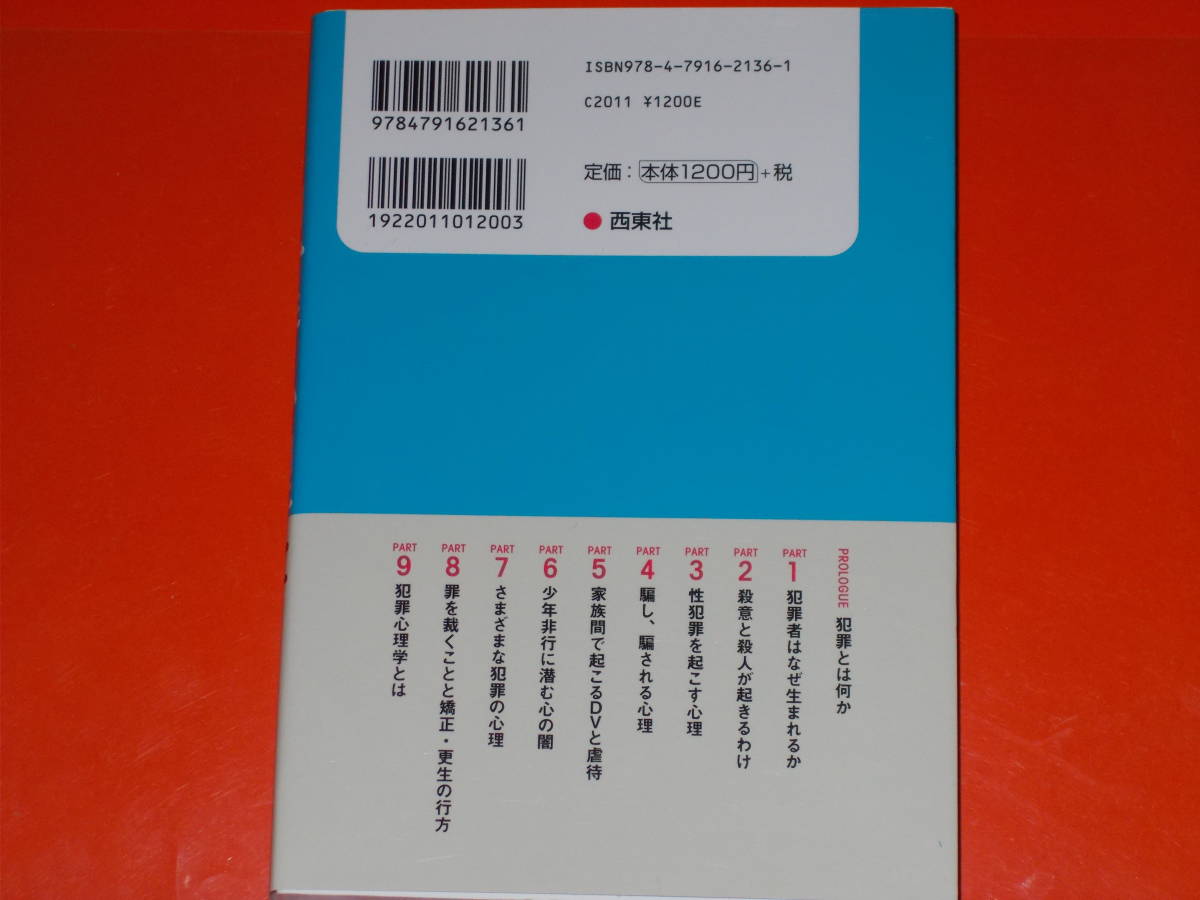 ISBN978-4-7916-2136-1
C2011 ¥1200E
9784791621361
1922011012003
定価：本体1200円+税
西東社
PROLOGUE 犯罪とは何か
PART 1 犯罪者はなぜ生まれるか
PART 2 殺意と殺人が起きるわけ
PART 3 性犯罪を起こす心理
PART 4 騙し、騙される心理
PART 5 家族間で起こるDVと虐待
PART 6 少年非行に潜む心の闇
PART 7 さまざまな犯罪の心理
PART 8 罪を裁くことと矯正・更生の行方
PART 9 犯罪心理学とは